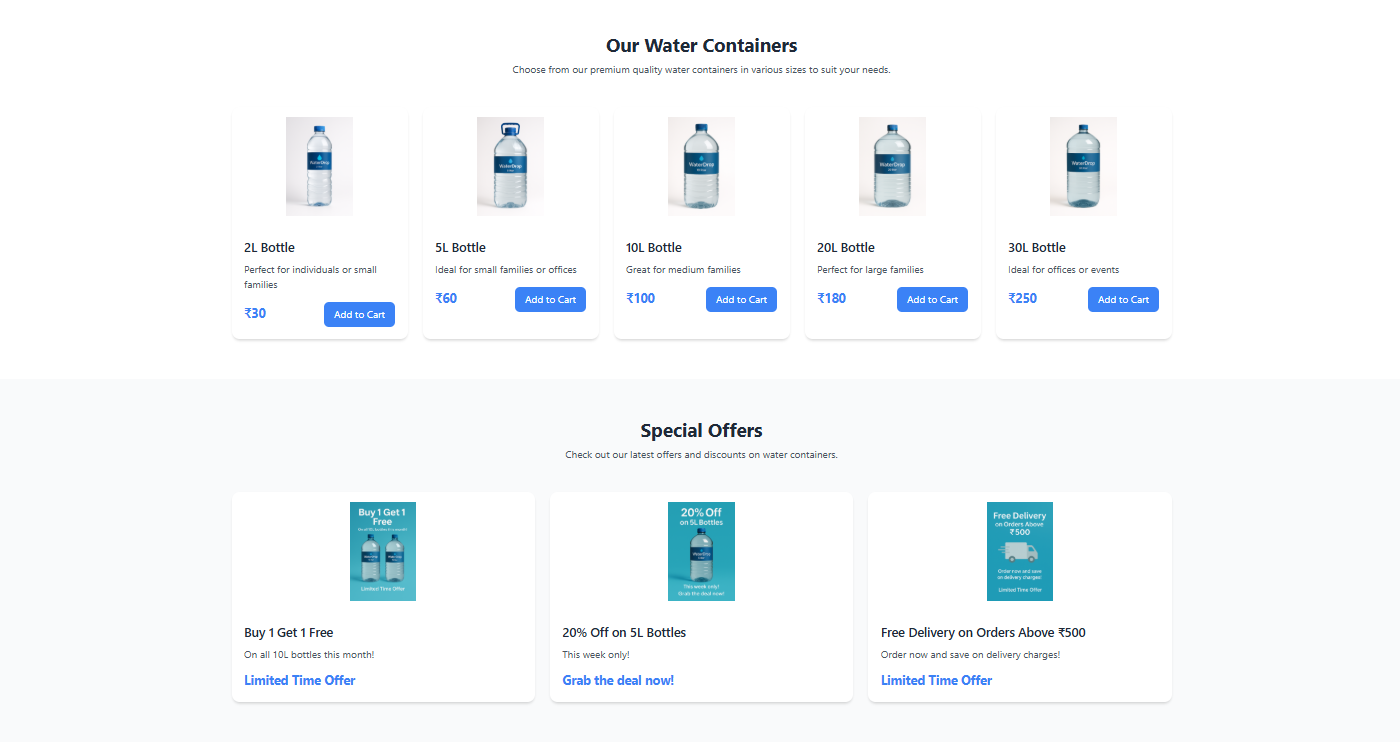 Our Water Containers
Choose from our premium quality water containers in various sizes to suit your needs.
WaterDrop
WaterDrop
WaterDrop
WaterDrop
WaterDrop
2L Bottle
Perfect for individuals or small
families
₹30
Add to Cart
5L Bottle
Ideal for small families or offices
₹60
Add to Cart
10L Bottle
Great for medium families
₹100
Add to Cart
20L Bottle
Perfect for large families
₹180
Add to Cart
30L Bottle
Ideal for offices or events
₹250
Add to Cart
Special Offers
Check out our latest offers and discounts on water containers.
Buy 1 Get 1
Free
Limited Time Offer
Buy 1 Get 1 Free
On all 10L bottles this month!
Limited Time Offer
20% Off
on 5L Bottles
WaterDrop
This week only!
Grab the deal now!
20% Off on 5L Bottles
This week only!
Grab the deal now!
Free Delivery
on Orders Above
₹500
Order now and save
on delivery charges!
Limited Time Offer
Free Delivery on Orders Above ₹500
Order now and save on delivery charges!
Limited Time Offer